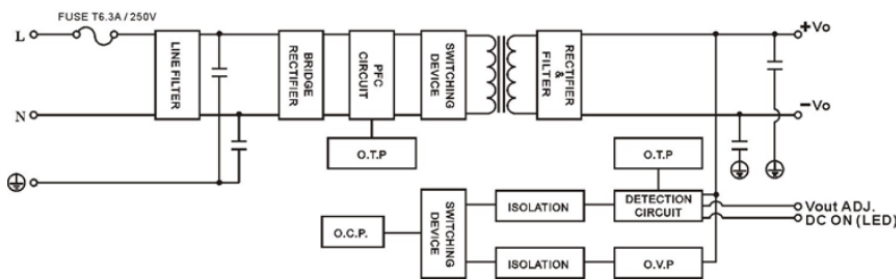 FUSE T6.3A / 250V
L
N
LINE FILTER
BRIDGE
RECTIFIER
PFC
CIRCUIT
SWITCHING
DEVICE
RECTIFIER
&
FILTER
+Vo
−Vo
O.T.P
O.T.P
O.C.P.
SWITCHING
DEVICE
ISOLATION
DETECTION
CIRCUIT
Vout ADJ.
DC ON (LED)
ISOLATION
O.V.P